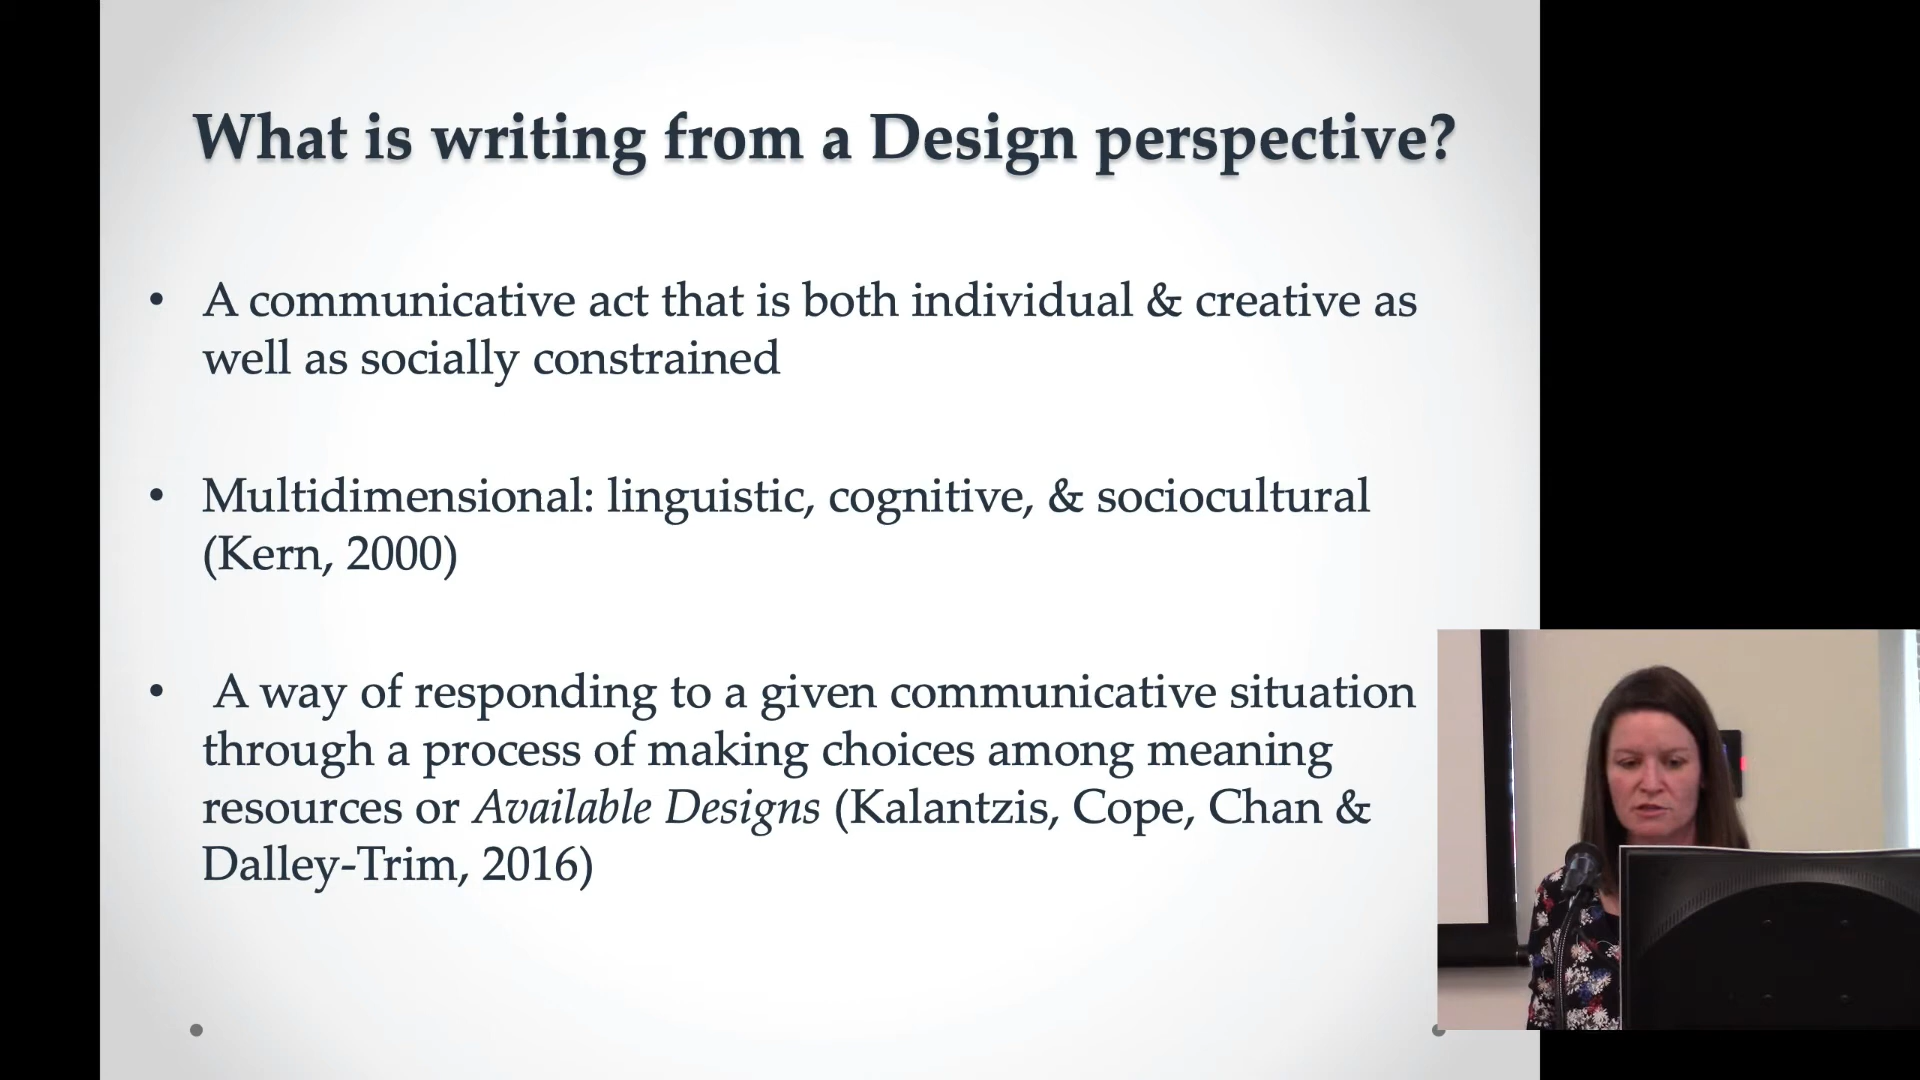 What is writing from a Design perspective?
• A communicative act that is both individual & creative as
well as socially constrained
• Multidimensional: linguistic, cognitive, & sociocultural
(Kern, 2000)
• A way of responding to a given communicative situation
through a process of making choices among meaning
resources or Available Designs (Kalantzis, Cope, Chan &
Dalley-Trim, 2016)